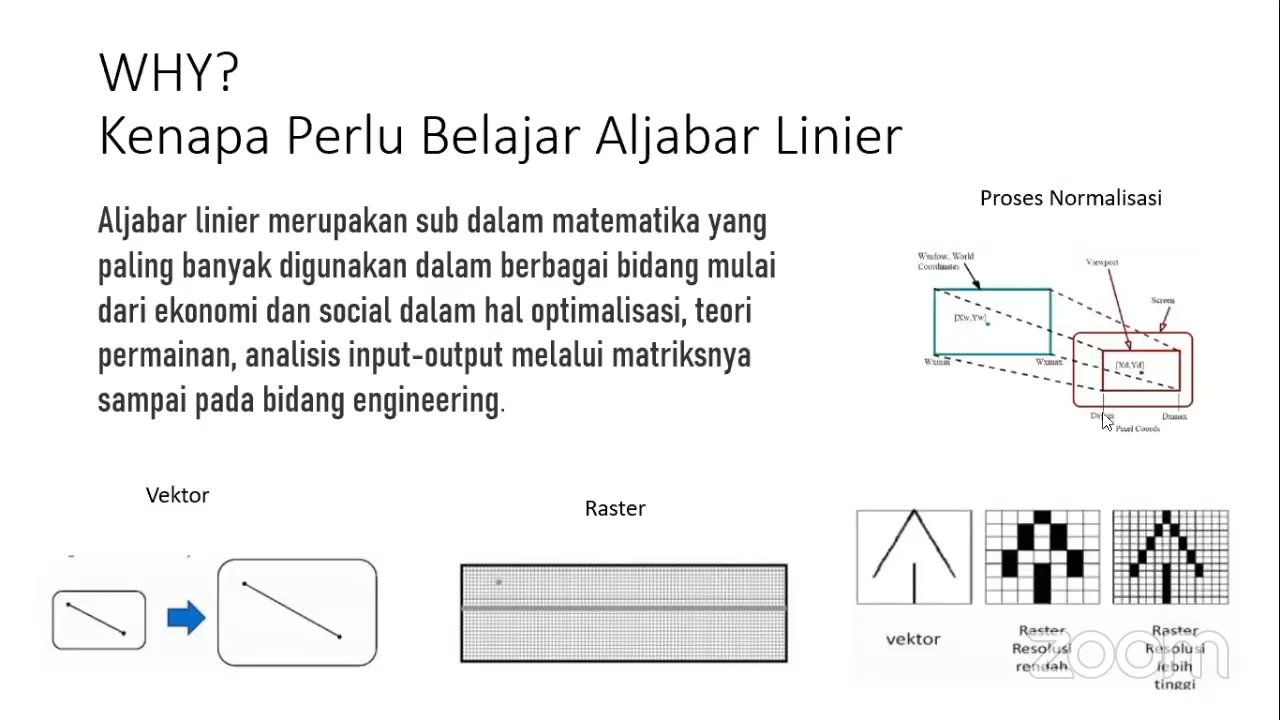 WHY?
Kenapa Perlu Belajar Aljabar Linier
Aljabar linier merupakan sub dalam matematika yang
paling banyak digunakan dalam berbagai bidang mulai
dari ekonomi dan social dalam hal optimalisasi, teori
permainan, analisis input-output melalui matriksnya
sampai pada bidang engineering.
Proses Normalisasi
Window, World
Coordinates
Viewport
Screen
[Xw,Yw]
[Xd,Yd]
Wxmin
Wxmax
Dxmax
Pixel Coords
Vektor
Raster
vektor
Raster
Resolusi
rendah
Raster
Resolusi
lebih
tinggi
zoom